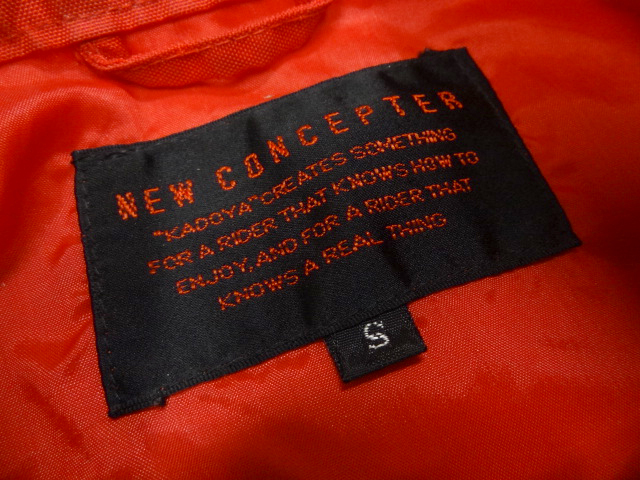 NEW CONCEPTER
"KADOYA" CREATES SOMETHING
FOR A RIDER THAT KNOWS HOW TO
ENJOY, AND FOR A RIDER THAT
KNOWS A REAL THING
S